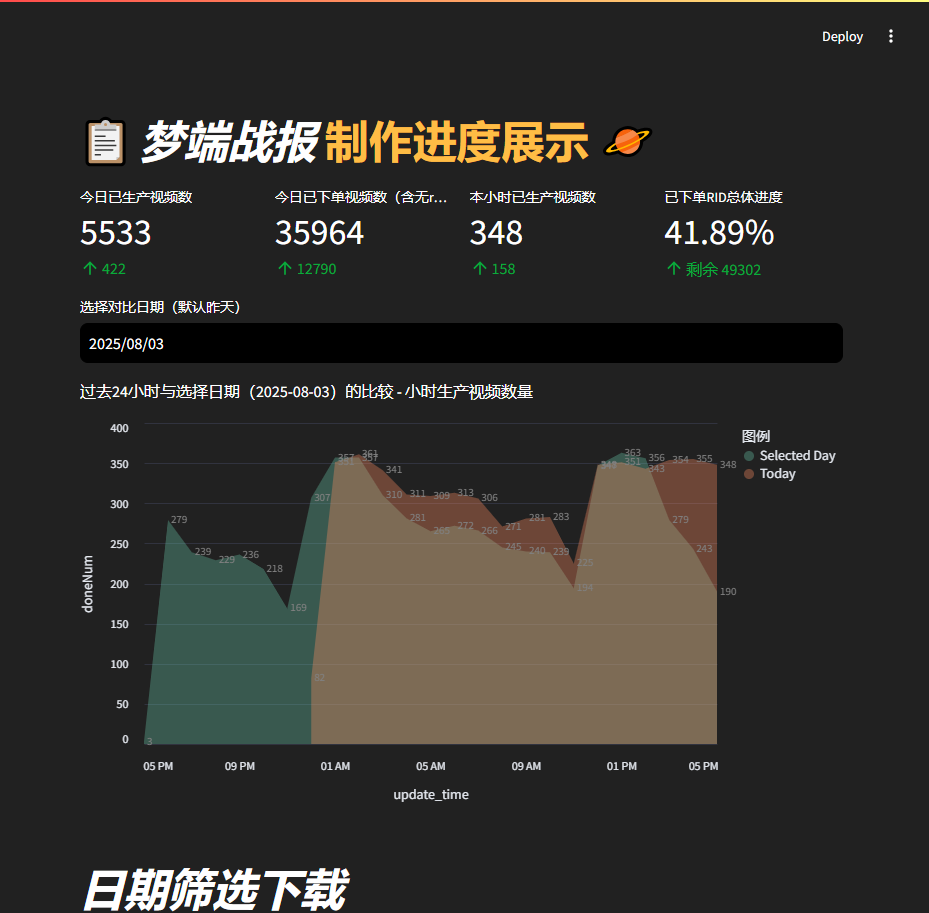 Deploy
梦端战报 制作进度展示
今日已生产视频数
5533
422
今日已下单视频数（含无r...
35964
12790
本小时已生产视频数
348
158
已下单RID总体进度
41.89%
剩余 49302
选择对比日期（默认昨天）
2025/08/03
过去24小时与选择日期（2025-08-03）的比较 - 小时生产视频数量
图例
Selected Day
Today
doneNum
400
350
300
250
200
150
100
50
0
3
279
239
229
236
218
169
307
82
357
351
361
357
341
310
311
281
309
265
313
272
306
266
271
245
281
240
283
239
225
194
348
363
351
356
343
354
279
355
243
348
190
05 PM
09 PM
01 AM
05 AM
09 AM
01 PM
05 PM
update_time
日期筛选下载